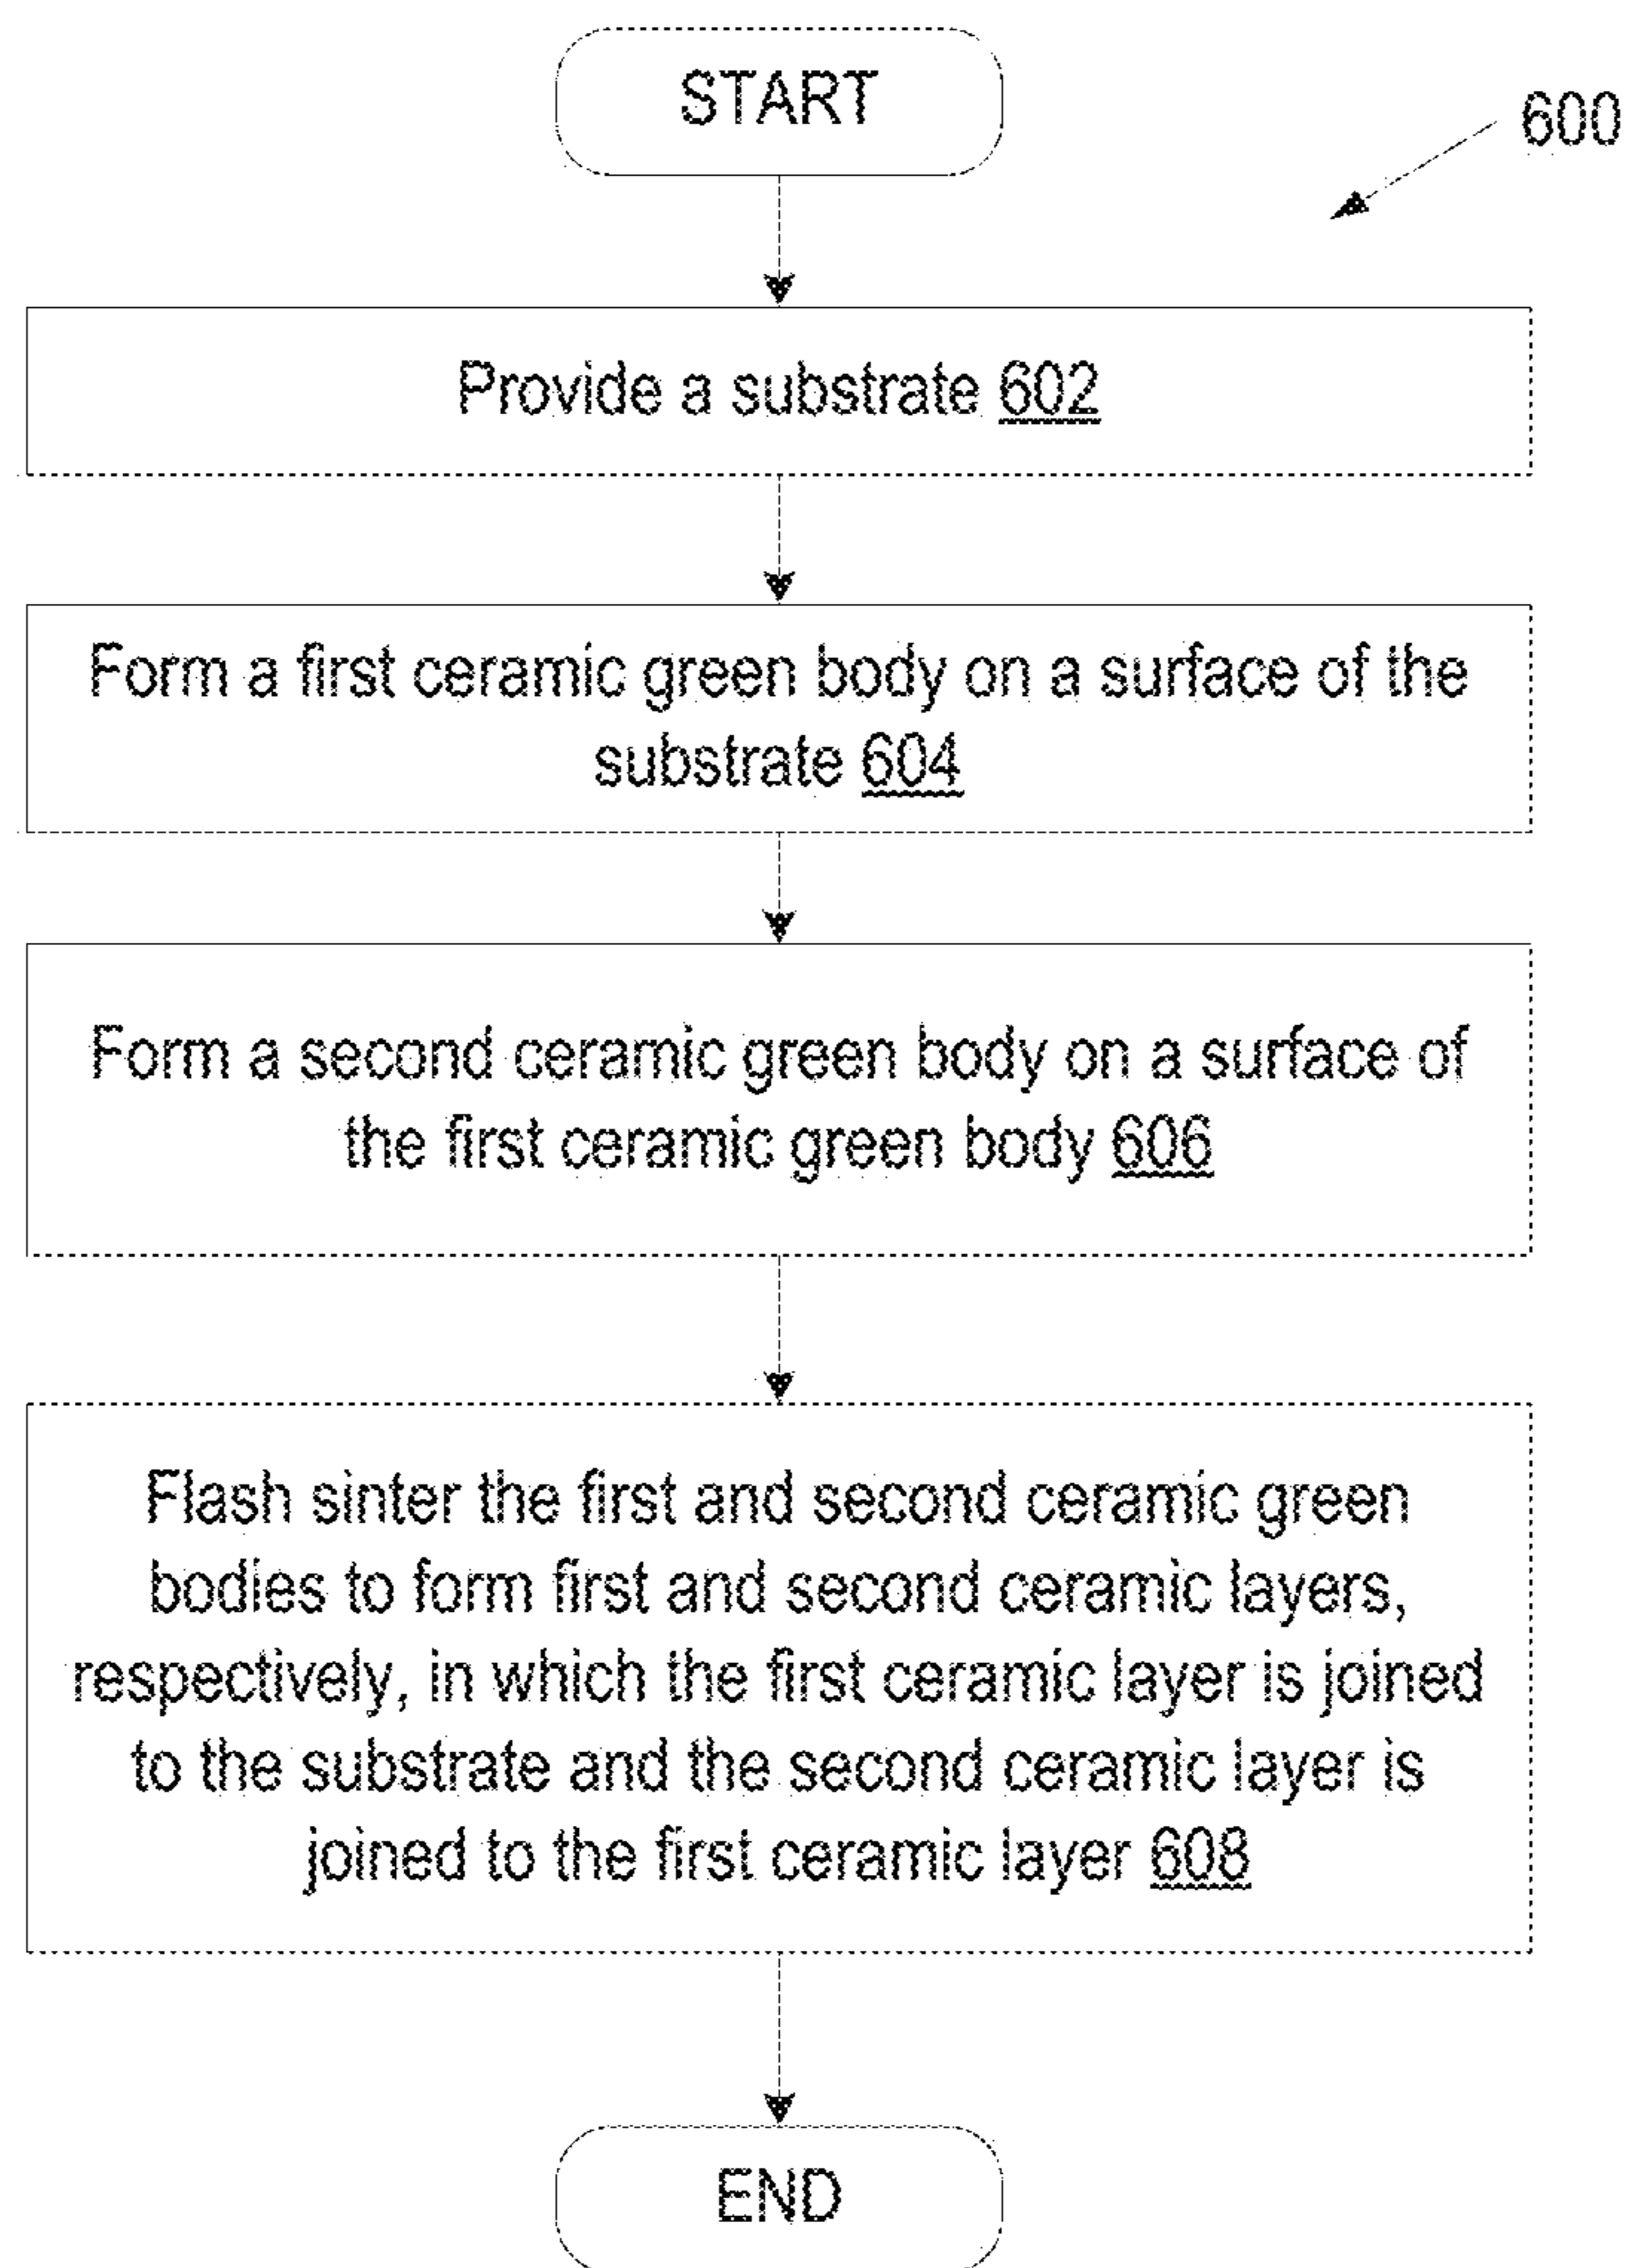 START
600
Provide a substrate 602
Form a first ceramic green body on a surface of the
substrate 604
Form a second ceramic green body on a surface of
the first ceramic green body 606
Flash sinter the first and second ceramic green
bodies to form first and second ceramic layers,
respectively, in which the first ceramic layer is joined
to the substrate and the second ceramic layer is
joined to the first ceramic layer 608
END